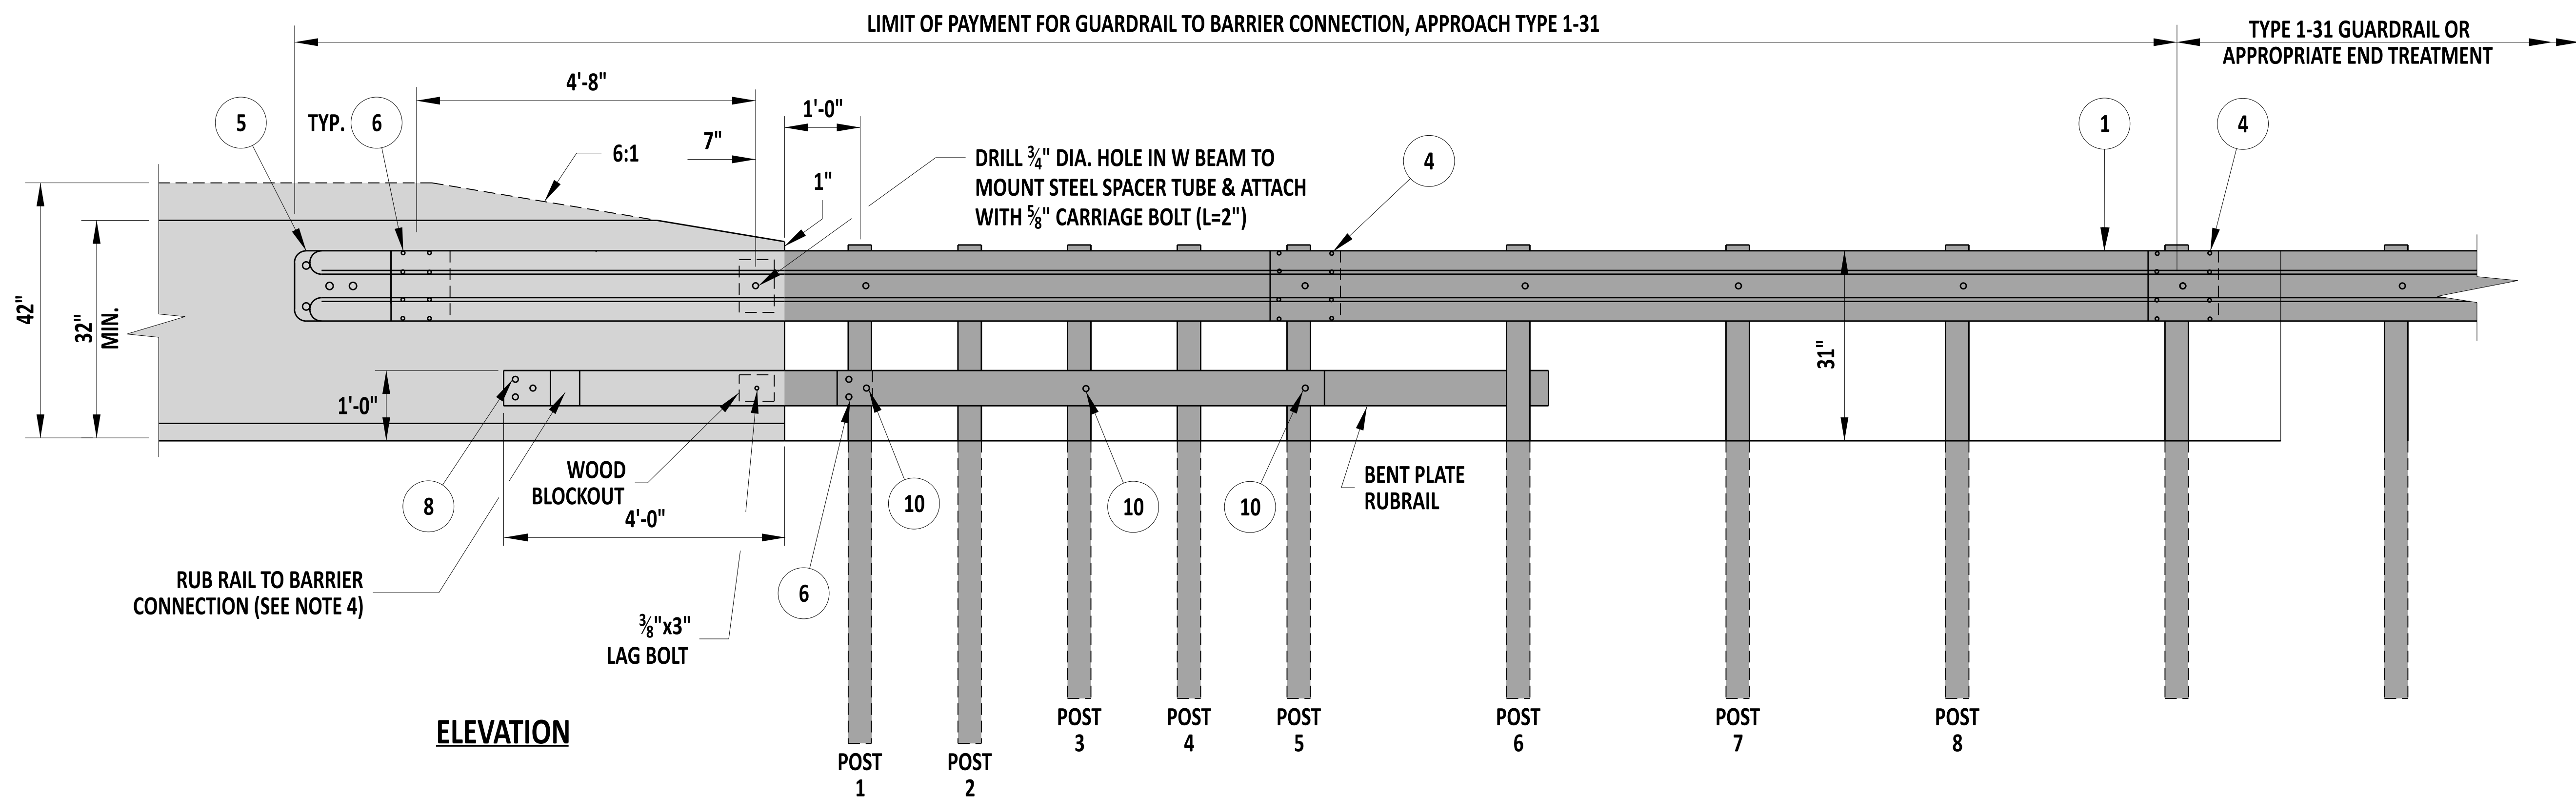 LIMIT OF PAYMENT FOR GUARDRAIL TO BARRIER CONNECTION, APPROACH TYPE 1-31
TYPE 1-31 GUARDRAIL OR
APPROPRIATE END TREATMENT
4'-8"
1'-0"
5
TYP. 6
7"
6:1
1"
DRILL ¾" DIA. HOLE IN W BEAM TO
MOUNT STEEL SPACER TUBE & ATTACH
WITH ⅝" CARRIAGE BOLT (L=2")
4
1
4
42"
32"
MIN.
1'-0"
31"
8
WOOD
BLOCKOUT
4'-0"
10
10
10
BENT PLATE
RUBRAIL
RUB RAIL TO BARRIER
CONNECTION (SEE NOTE 4)
6
⅜"x3"
LAG BOLT
ELEVATION
POST
1
POST
2
POST
3
POST
4
POST
5
POST
6
POST
7
POST
8